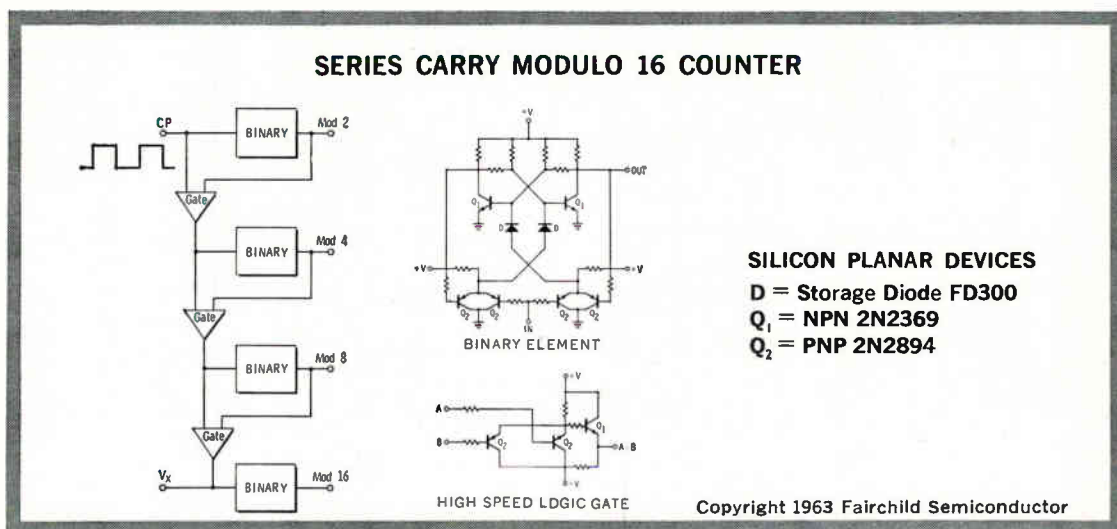 SERIES CARRY MODULO 16 COUNTER
CP
BINARY
Mod 2
Gate
BINARY
Mod 4
Gate
BINARY
Mod 8
Gate
Vx
BINARY
Mod 16
+V
OUT
Q1
Q1
D
D
+V
+V
Q2
Q2
Q2
Q2
IN
BINARY ELEMENT
+V
A
B
Q2
Q2
Q1
A·B
-V
HIGH SPEED LOGIC GATE
SILICON PLANAR DEVICES
D = Storage Diode FD300
Q1 = NPN 2N2369
Q2 = PNP 2N2894
Copyright 1963 Fairchild Semiconductor